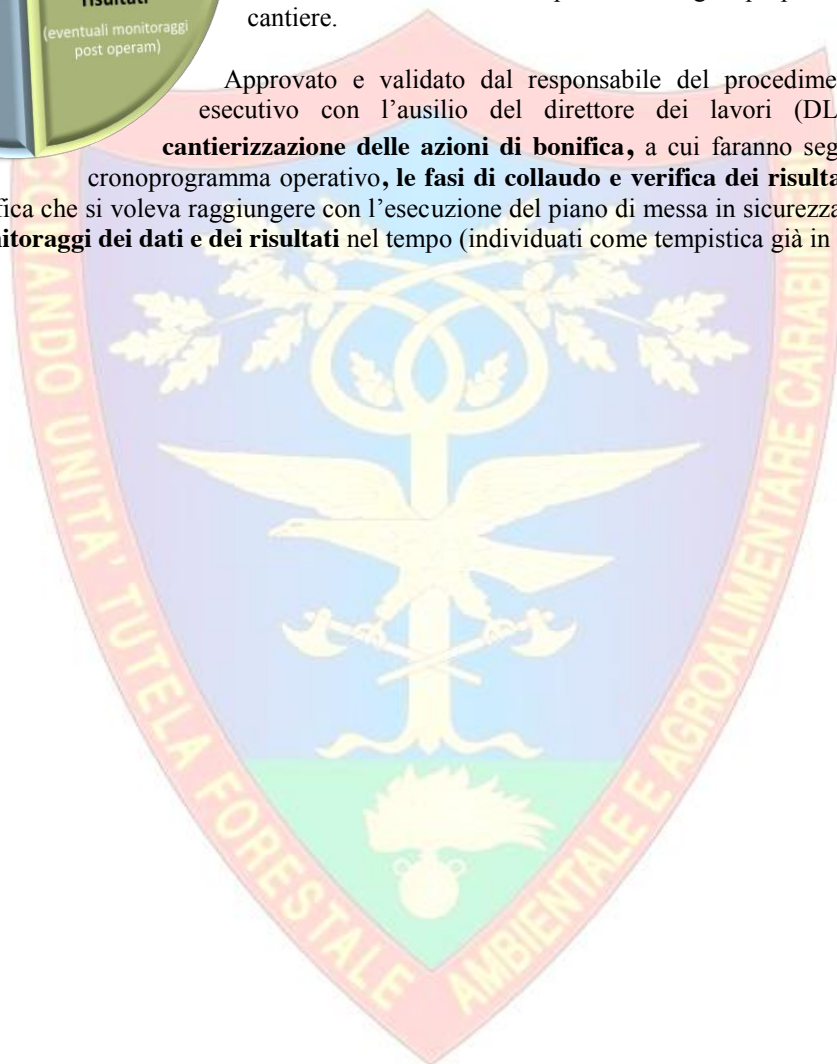 risultati
(eventuali monitoraggi
post operam)
cantiere.
Approvato e validato dal responsabile del procedime
esecutivo con l’ausilio del direttore dei lavori (DL
cantierizzazione delle azioni di bonifica, a cui faranno seg
cronoprogramma operativo, le fasi di collaudo e verifica dei risulta
fica che si voleva raggiungere con l’esecuzione del piano di messa in sicurezza
nitoraggi dei dati e dei risultati nel tempo (individuati come tempistica già in
COMANDO UNITA' TUTELA FORESTALE AMBIENTALE E AGROALIMENTARE CARABI